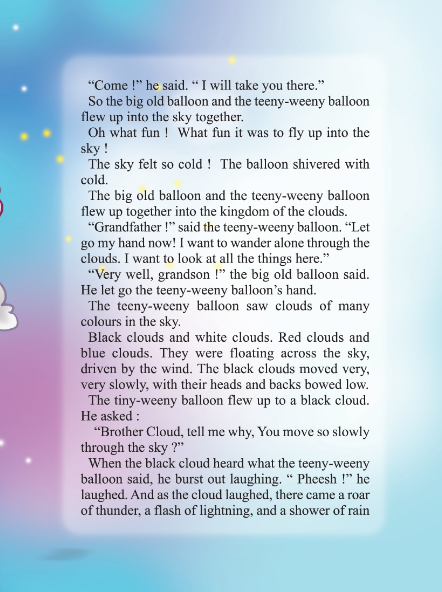 “Come !” he said. “ I will take you there.”
So the big old balloon and the teeny-weeny balloon
flew up into the sky together.
Oh what fun ! What fun it was to fly up into the
sky !
The sky felt so cold ! The balloon shivered with
cold.
The big old balloon and the teeny-weeny balloon
flew up together into the kingdom of the clouds.
“Grandfather !” said the teeny-weeny balloon. “Let
go my hand now! I want to wander alone through the
clouds. I want to look at all the things here.”
“Very well, grandson !” the big old balloon said.
He let go the teeny-weeny balloon’s hand.
The teeny-weeny balloon saw clouds of many
colours in the sky.
Black clouds and white clouds. Red clouds and
blue clouds. They were floating across the sky,
driven by the wind. The black clouds moved very,
very slowly, with their heads and backs bowed low.
The tiny-weeny balloon flew up to a black cloud.
He asked :
“Brother Cloud, tell me why, You move so slowly
through the sky ?”
When the black cloud heard what the teeny-weeny
balloon said, he burst out laughing. “ Pheesh !” he
laughed. And as the cloud laughed, there came a roar
of thunder, a flash of lightning, and a shower of rain